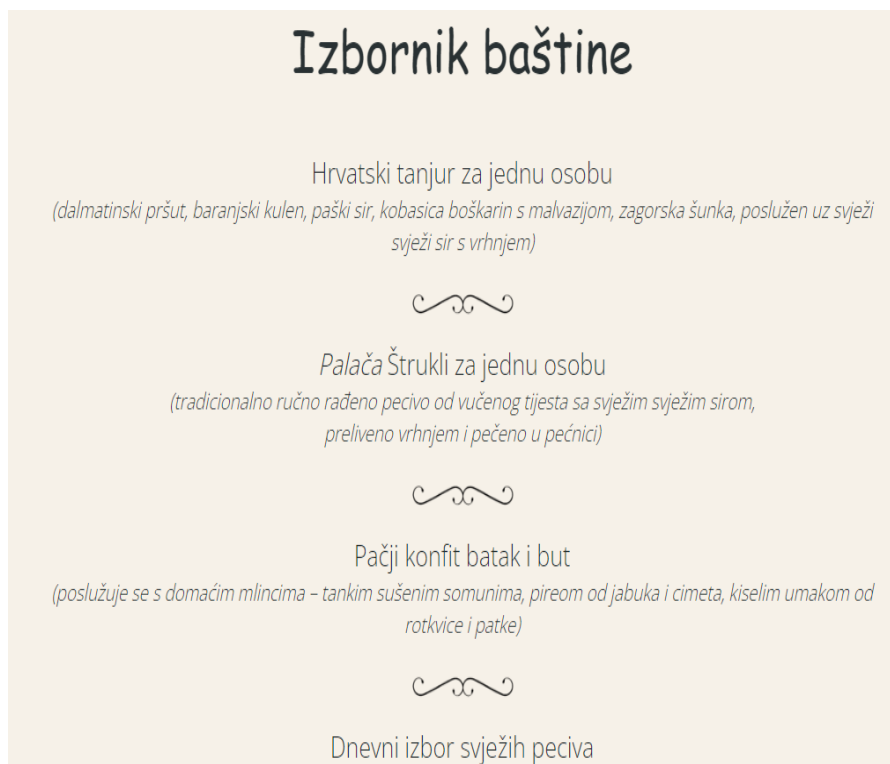 Izbornik baštine
Hrvatski tanjur za jednu osobu
(dalmatinski pršut, baranjski kulen, paški sir, kobasica boškarin s malvazijom, zagorska šunka, poslužen uz svježi
svježi sir s vrhnjem)
Palača Štrukli za jednu osobu
(tradicionalno ručno rađeno pecivo od vučenog tijesta sa svježim svježim sirom,
preliveno vrhnjem i pečeno u pećnici)
Pačji konfit batak i but
(poslužuje se s domaćim mlincima – tankim sušenim somunima, pireom od jabuka i cimeta, kiselim umakom od
rotkvice i patke)
Dnevni izbor svježih peciva